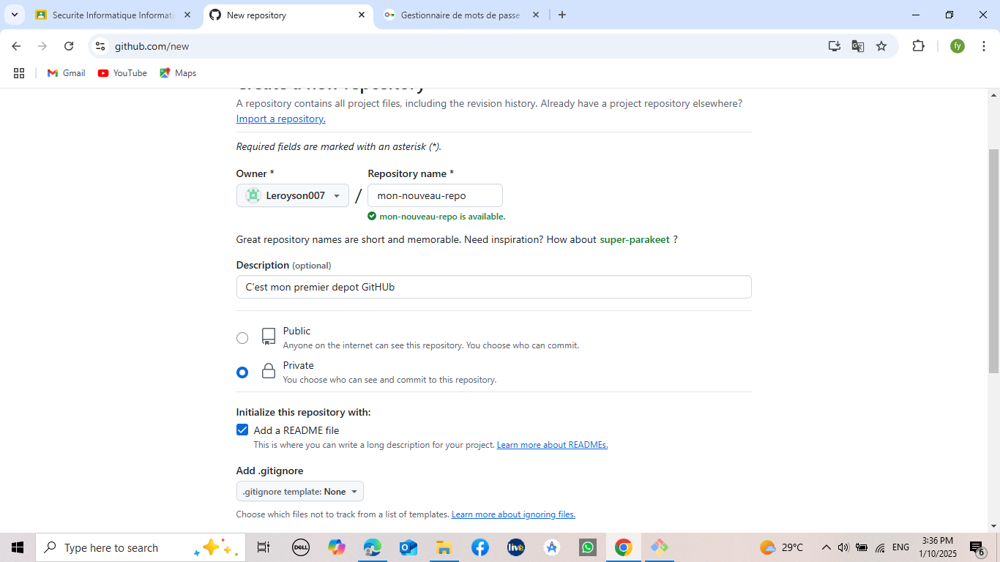 Securite Informatique Informati
New repository
Gestionnaire de mots de passe
github.com/new
fy
Gmail
YouTube
Maps
Create a new repository
A repository contains all project files, including the revision history. Already have a project repository elsewhere?
Import a repository.
Required fields are marked with an asterisk (*).
Owner *
Repository name *
Leroyson007
/
mon-nouveau-repo
mon-nouveau-repo is available.
Great repository names are short and memorable. Need inspiration? How about super-parakeet ?
Description (optional)
C'est mon premier depot GitHUb
Public
Anyone on the internet can see this repository. You choose who can commit.
Private
You choose who can see and commit to this repository.
Initialize this repository with:
Add a README file
This is where you can write a long description for your project. Learn more about READMEs.
Add .gitignore
.gitignore template: None
Choose which files not to track from a list of templates. Learn more about ignoring files.
Type here to search
DELL
live
29°C
ENG
3:36 PM
1/10/2025
6